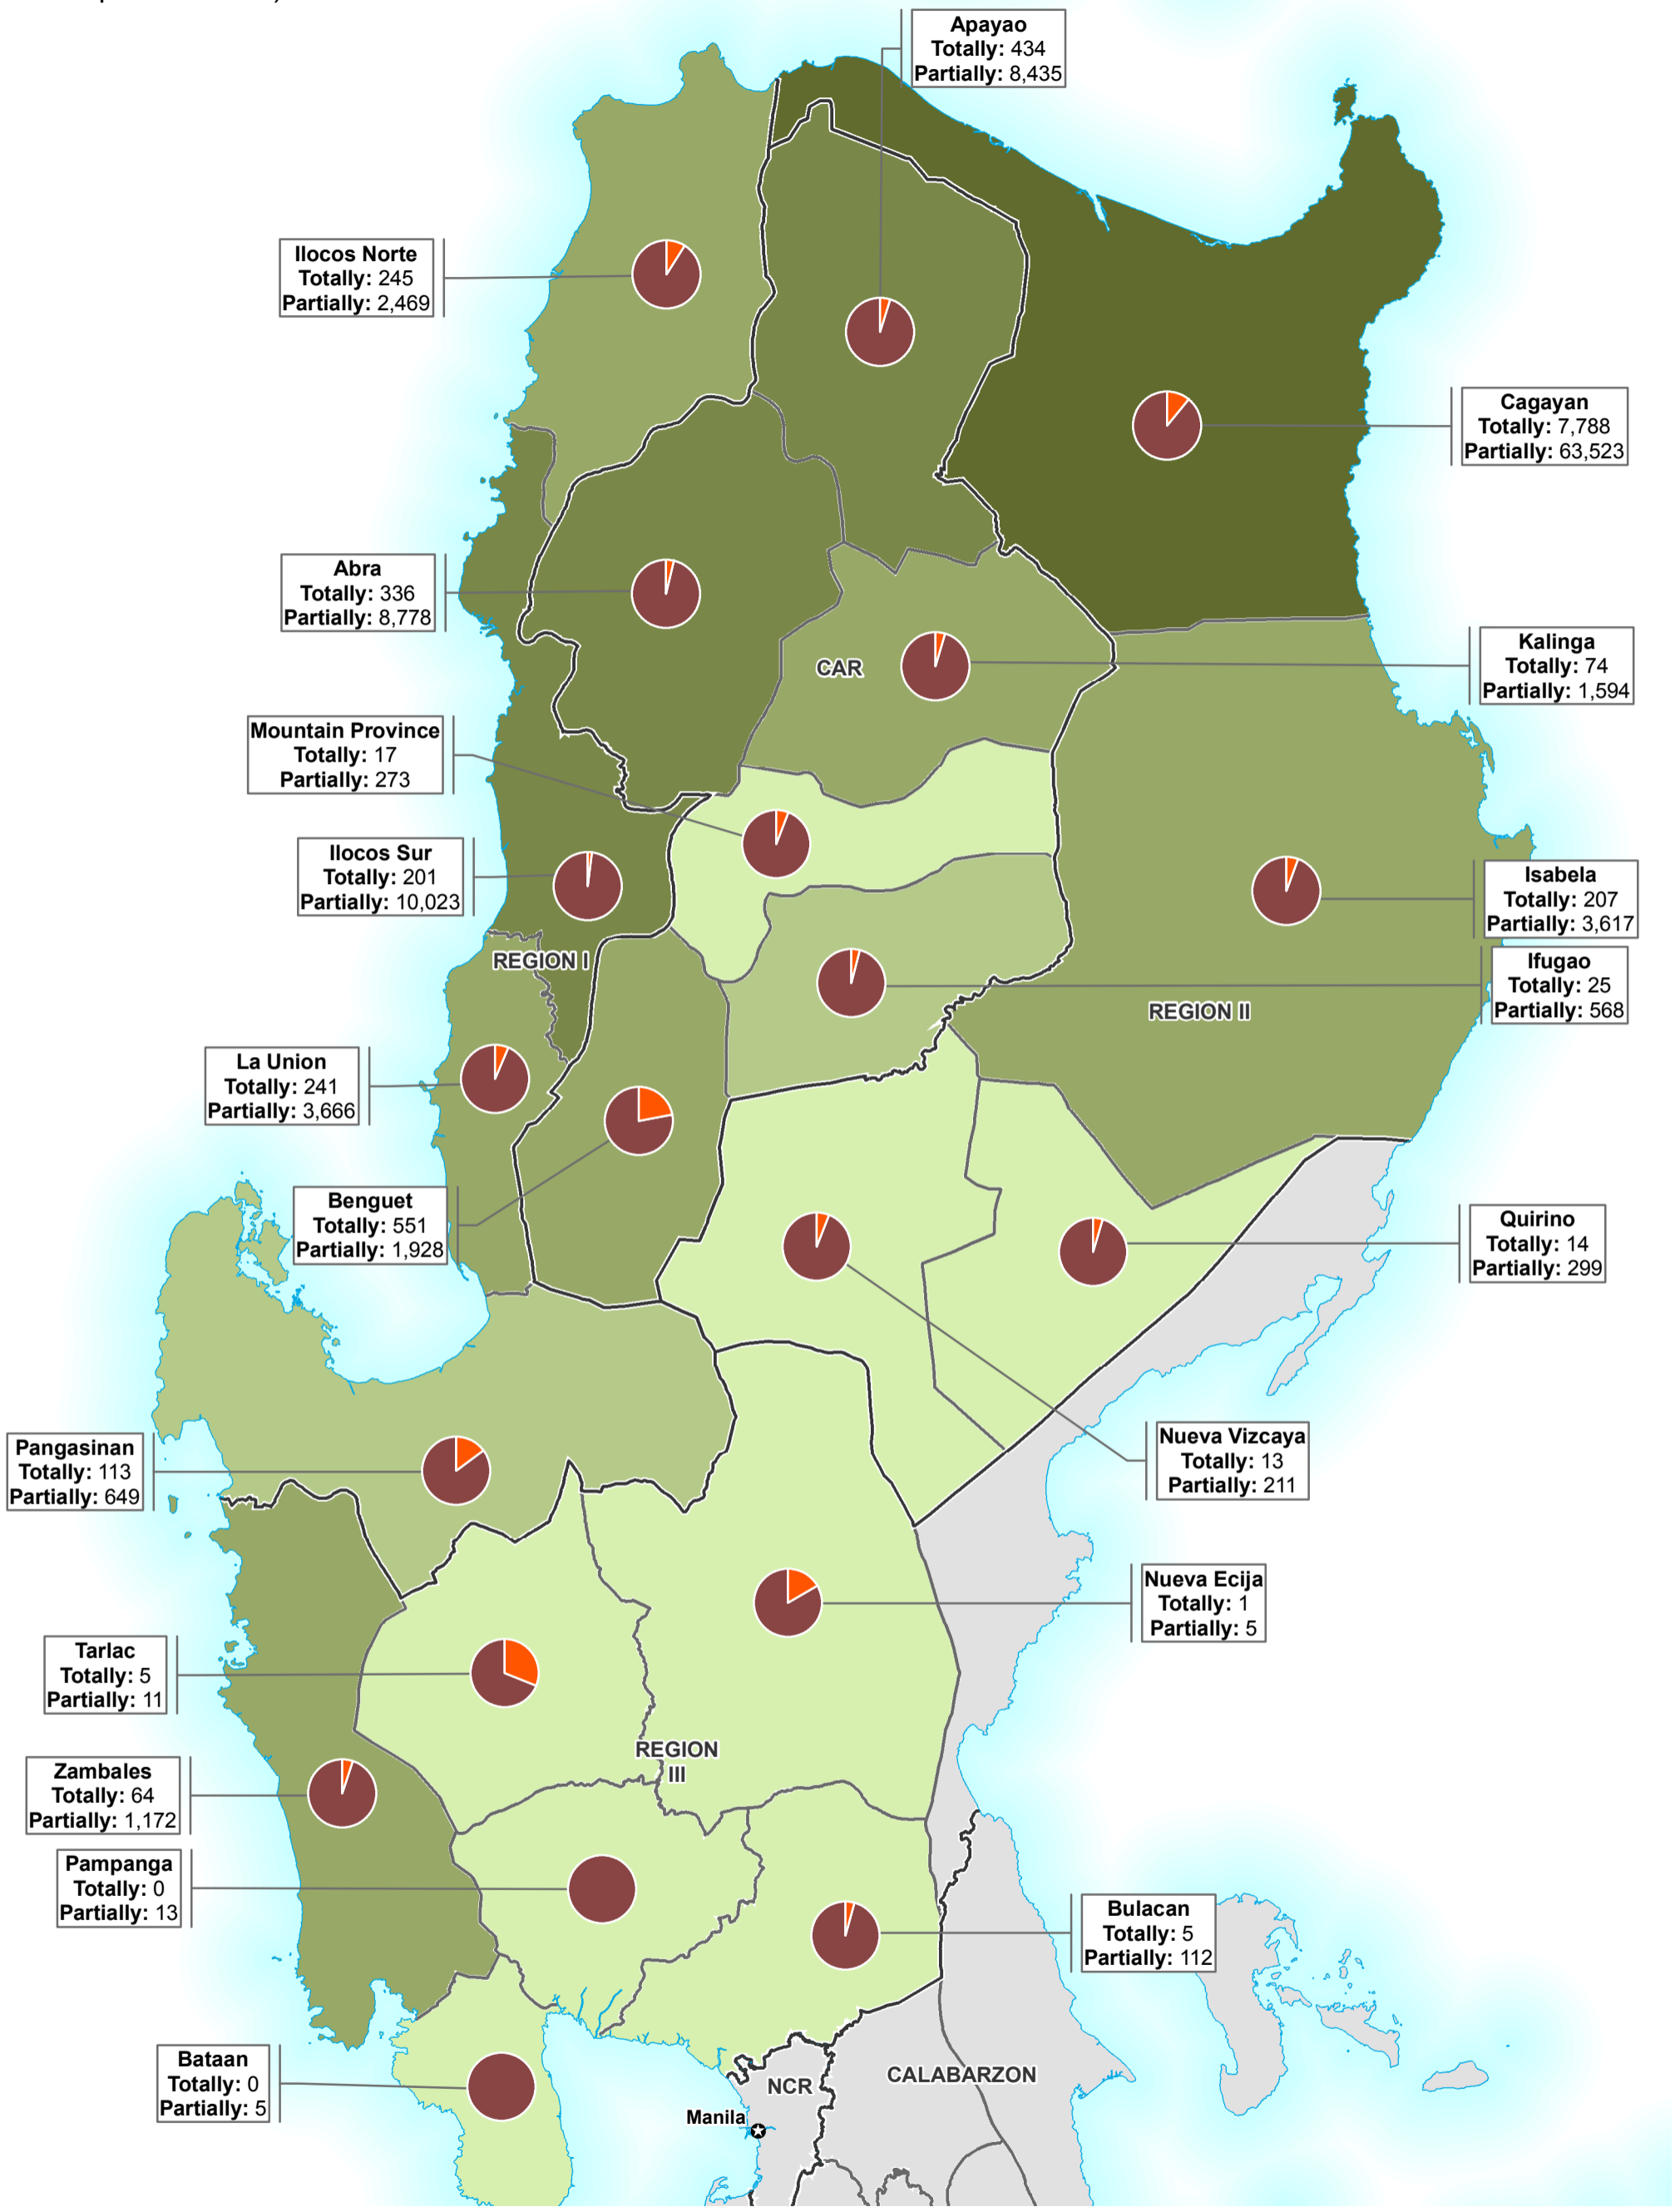 Apayao
Totally: 434
Partially: 8,435
Ilocos Norte
Totally: 245
Partially: 2,469
Cagayan
Totally: 7,788
Partially: 63,523
Abra
Totally: 336
Partially: 8,778
Kalinga
Totally: 74
Partially: 1,594
CAR
Mountain Province
Totally: 17
Partially: 273
Ilocos Sur
Totally: 201
Partially: 10,023
Isabela
Totally: 207
Partially: 3,617
REGION I
Ifugao
Totally: 25
Partially: 568
REGION II
La Union
Totally: 241
Partially: 3,666
Benguet
Totally: 551
Partially: 1,928
Quirino
Totally: 14
Partially: 299
Pangasinan
Totally: 113
Partially: 649
Nueva Vizcaya
Totally: 13
Partially: 211
Nueva Ecija
Totally: 1
Partially: 5
Tarlac
Totally: 5
Partially: 11
REGION
III
Zambales
Totally: 64
Partially: 1,172
Pampanga
Totally: 0
Partially: 13
Bulacan
Totally: 5
Partially: 112
Bataan
Totally: 0
Partially: 5
NCR
CALABARZON
Manila